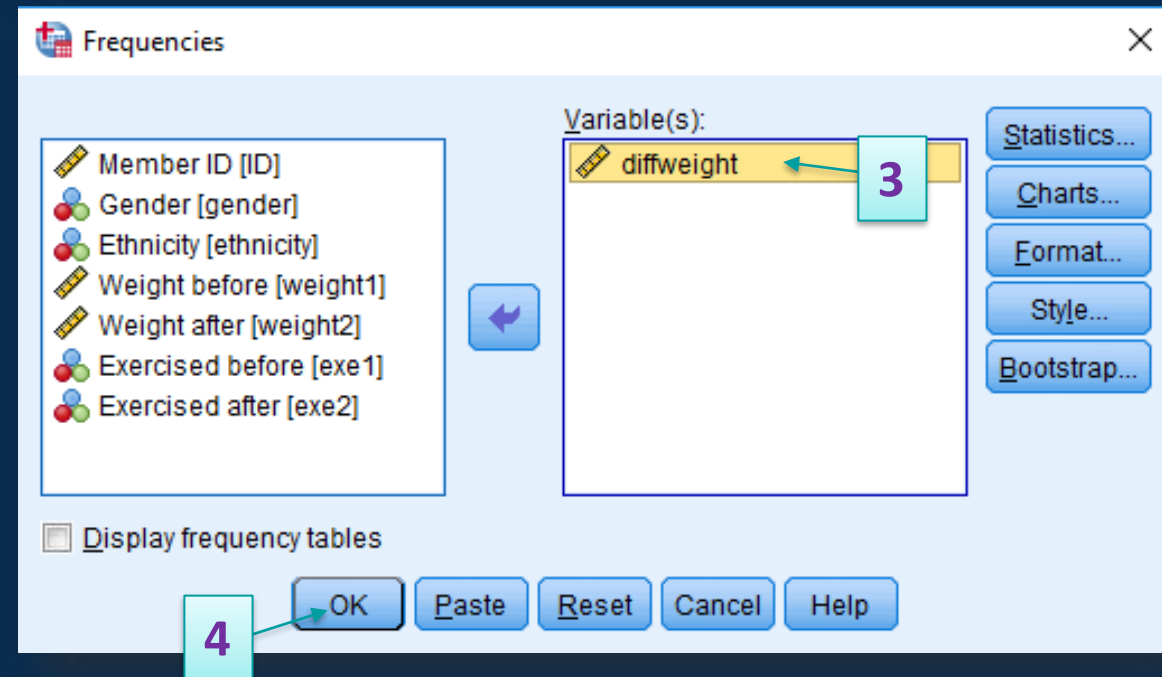 Frequencies
Variable(s):
Member ID [ID]
Gender [gender]
Ethnicity [ethnicity]
Weight before [weight1]
Weight after [weight2]
Exercised before [exe1]
Exercised after [exe2]
diffweight
3
Statistics...
Charts...
Format...
Style...
Bootstrap...
Display frequency tables
OK
Paste
Reset
Cancel
Help
4